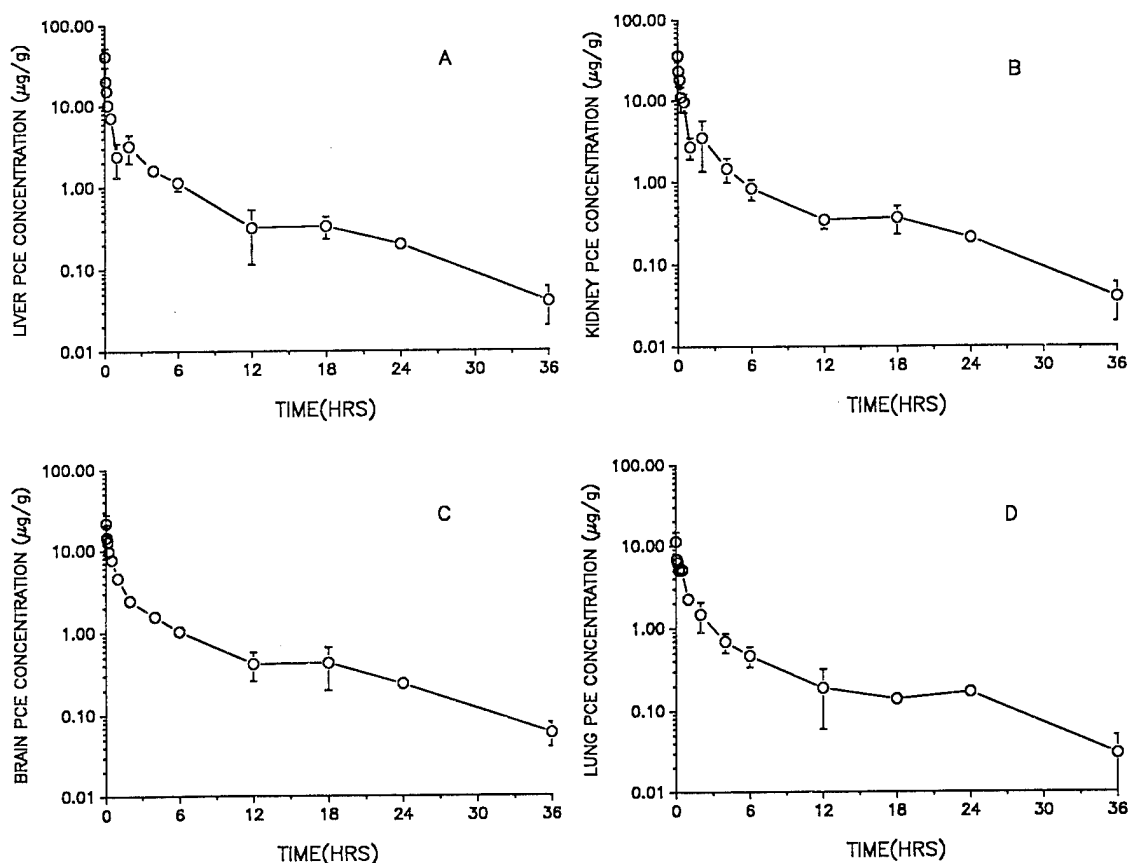 A
LIVER PCE CONCENTRATION (μg/g)
100.00
10.00
1.00
0.10
0.01
0 6 12 18 24 30 36
TIME(HRS)
B
KIDNEY PCE CONCENTRATION (μg/g)
100.00
10.00
1.00
0.10
0.01
0 6 12 18 24 30 36
TIME(HRS)
C
BRAIN PCE CONCENTRATION (μg/g)
100.00
10.00
1.00
0.10
0.01
0 6 12 18 24 30 36
TIME(HRS)
D
LUNG PCE CONCENTRATION (μg/g)
100.00
10.00
1.00
0.10
0.01
0 6 12 18 24 30 36
TIME(HRS)